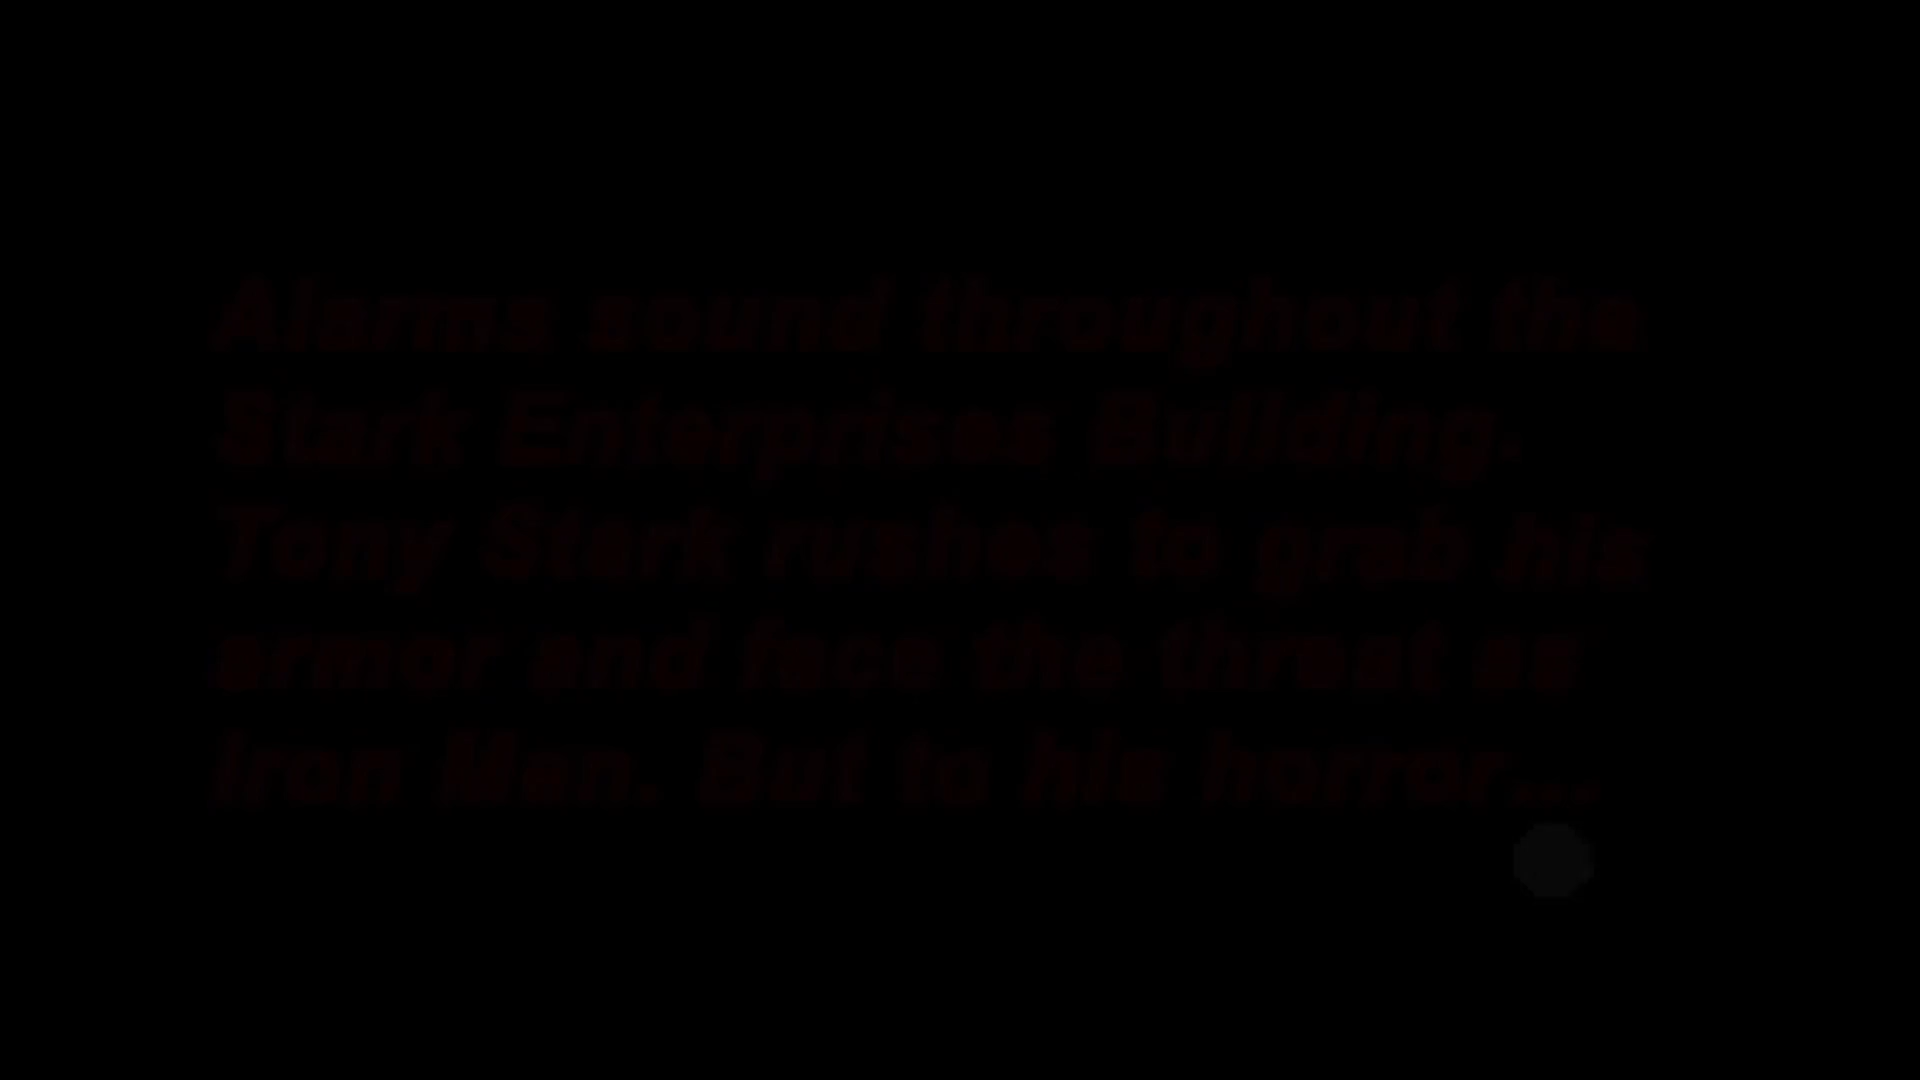 Alarms sound throughout the
Stark Enterprises Building.
Tony Stark rushes to grab his
armor and face the threat as
Iron Man. But to his horror...